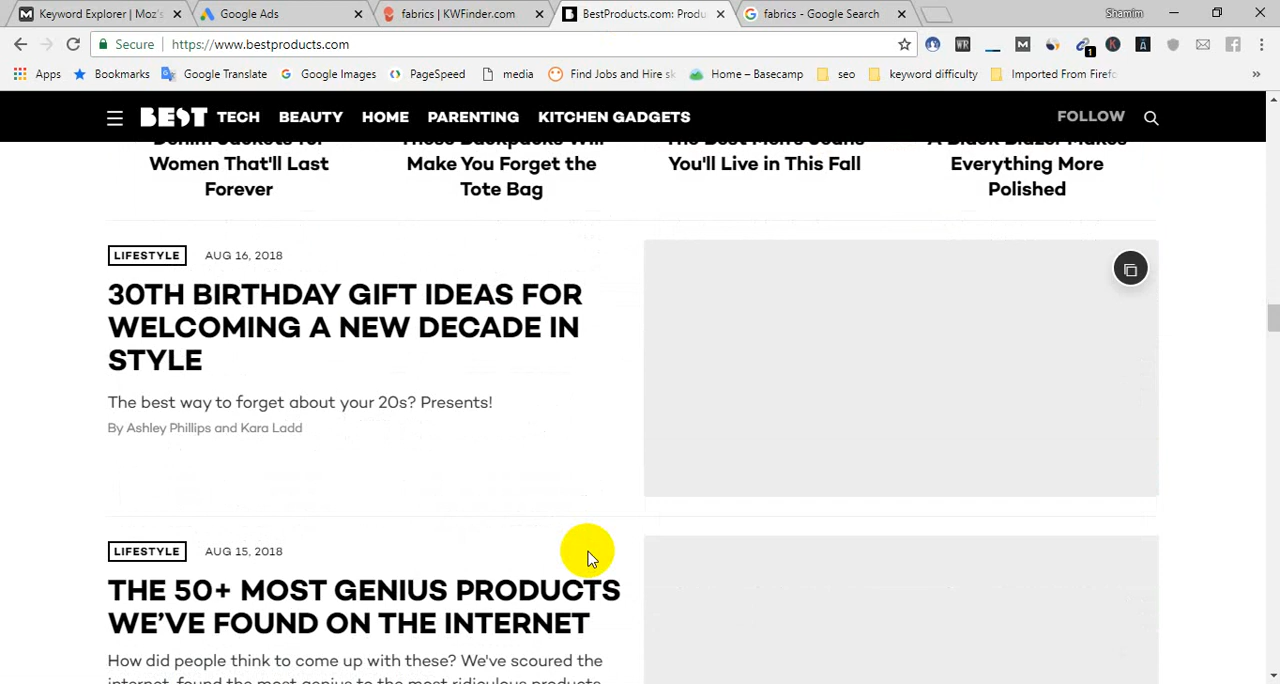 Keyword Explorer | Moz's
Google Ads
fabrics | KWFinder.com
BestProducts.com: Produ
fabrics - Google Search
Shamim
Secure
https://www.bestproducts.com
WR
M
1
K
Apps
Bookmarks
Google Translate
Google Images
PageSpeed
media
Find Jobs and Hire sk
Home – Basecamp
seo
keyword difficulty
Imported From Firefo
»
BEST
TECH
BEAUTY
HOME
PARENTING
KITCHEN GADGETS
FOLLOW
Denim Jackets for
Women That'll Last
Forever
These Backpacks Will
Make You Forget the
Tote Bag
The Best Men's Jeans
You'll Live in This Fall
A Black Blazer Makes
Everything More
Polished
LIFESTYLE
AUG 16, 2018
30TH BIRTHDAY GIFT IDEAS FOR
WELCOMING A NEW DECADE IN
STYLE
The best way to forget about your 20s? Presents!
By Ashley Phillips and Kara Ladd
LIFESTYLE
AUG 15, 2018
THE 50+ MOST GENIUS PRODUCTS
WE'VE FOUND ON THE INTERNET
How did people think to come up with these? We've scoured the
internet, found the most genius to the most ridiculous products